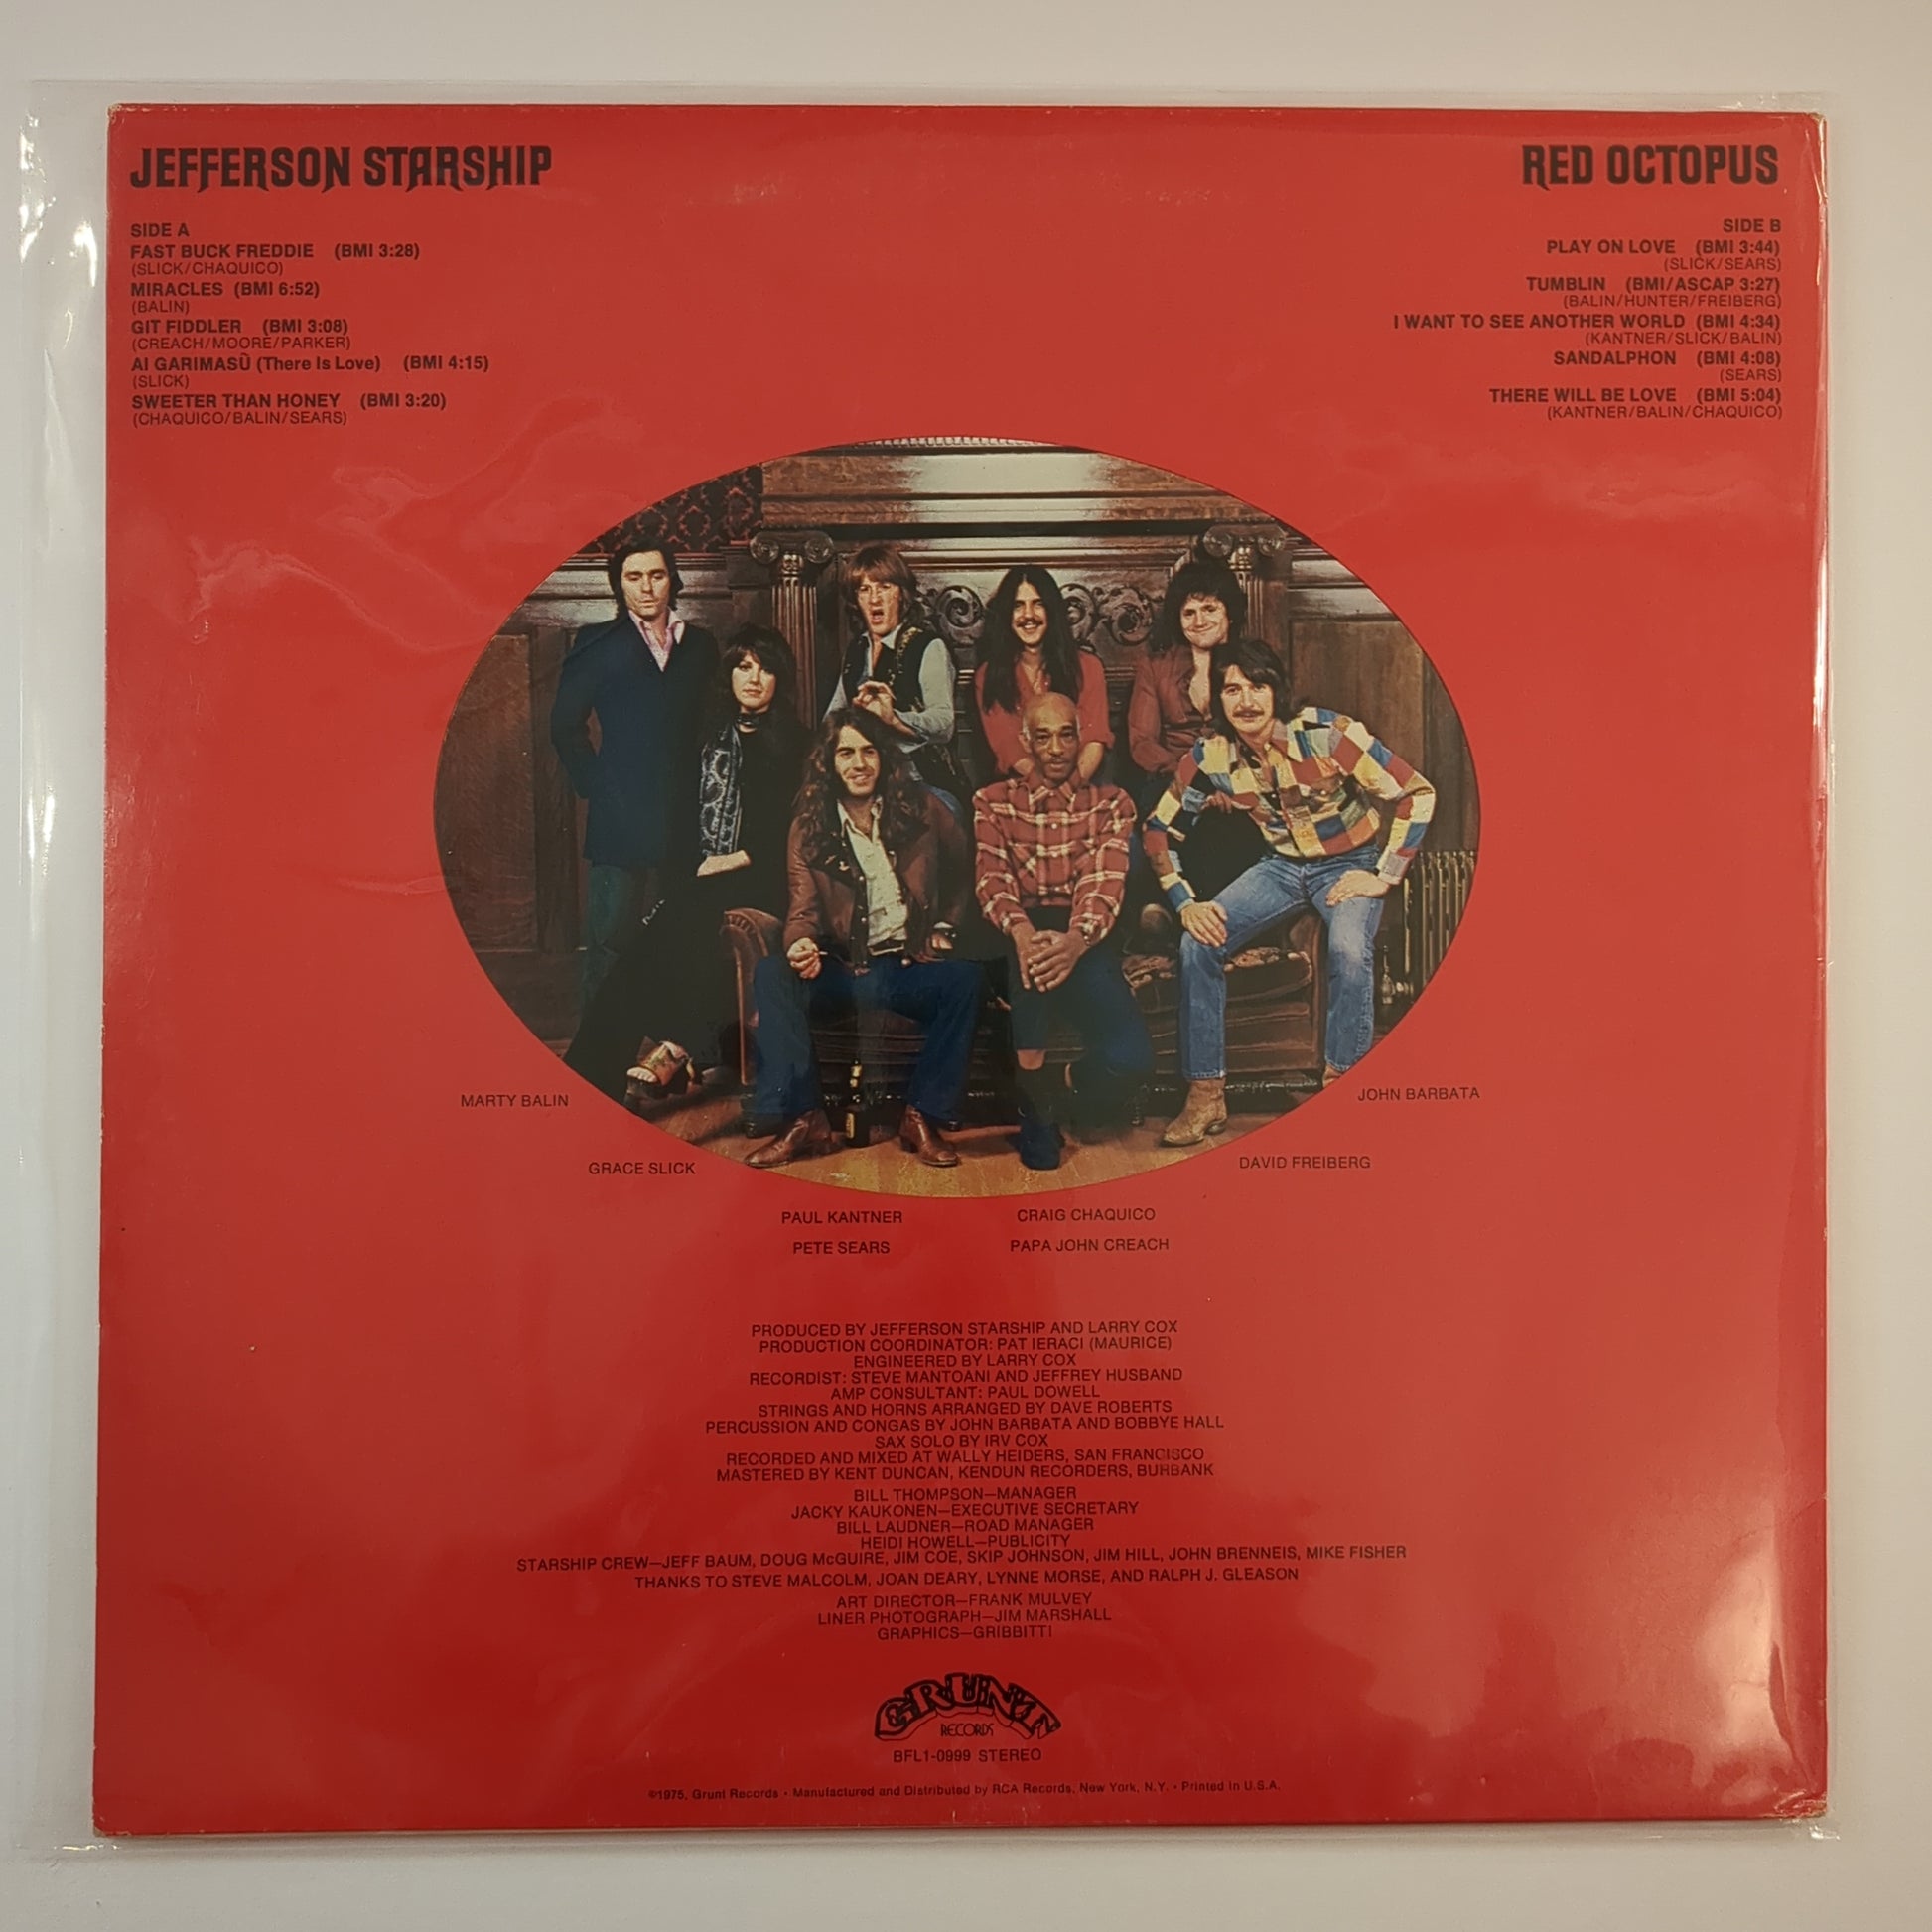 JEFFERSON STARSHIP
RED OCTOPUS
SIDE A
FAST BUCK FREDDIE (BMI 3:28)
(SLICK/CHAQUICO)
MIRACLES (BMI 6:52)
(BALIN)
GIT FIDDLER (BMI 3:08)
(CREACH/MOORE/PARKER)
AI GARIMASŨ (There Is Love) (BMI 4:15)
(SLICK)
SWEETER THAN HONEY (BMI 3:20)
(CHAQUICO/BALIN/SEARS)
SIDE B
PLAY ON LOVE (BMI 3:44)
(SLICK/SEARS)
TUMBLIN (BMI/ASCAP 3:27)
(BALIN/HUNTER/FREIBERG)
I WANT TO SEE ANOTHER WORLD (BMI 4:34)
(KANTNER/SLICK/BALIN)
SANDALPHON (BMI 4:08)
(SEARS)
THERE WILL BE LOVE (BMI 5:04)
(KANTNER/BALIN/CHAQUICO)
MARTY BALIN
JOHN BARBATA
GRACE SLICK
DAVID FREIBERG
PAUL KANTNER
CRAIG CHAQUICO
PETE SEARS
PAPA JOHN CREACH
PRODUCED BY JEFFERSON STARSHIP AND LARRY COX
PRODUCTION COORDINATOR: PAT IERACI (MAURICE)
ENGINEERED BY LARRY COX
RECORDIST: STEVE MANTOANI AND JEFFREY HUSBAND
AMP CONSULTANT: PAUL DOWELL
STRINGS AND HORNS ARRANGED BY DAVE ROBERTS
PERCUSSION AND CONGAS BY JOHN BARBATA AND BOBBYE HALL
SAX SOLO BY IRV COX
RECORDED AND MIXED AT WALLY HEIDERS, SAN FRANCISCO
MASTERED BY KENT DUNCAN, KENDUN RECORDERS, BURBANK
BILL THOMPSON—MANAGER
JACKY KAUKONEN—EXECUTIVE SECRETARY
BILL LAUDNER—ROAD MANAGER
HEIDI HOWELL—PUBLICITY
STARSHIP CREW—JEFF BAUM, DOUG McGUIRE, JIM COE, SKIP JOHNSON, JIM HILL, JOHN BRENNEIS, MIKE FISHER
THANKS TO STEVE MALCOLM, JOAN DEARY, LYNNE MORSE, AND RALPH J. GLEASON
ART DIRECTOR—FRANK MULVEY
LINER PHOTOGRAPH—JIM MARSHALL
GRAPHICS—GRIBBITTI
GRUNT
RECORDS
BFL1-0999 STEREO
©1975, Grunt Records • Manufactured and Distributed by RCA Records, New York, N.Y. • Printed in U.S.A.